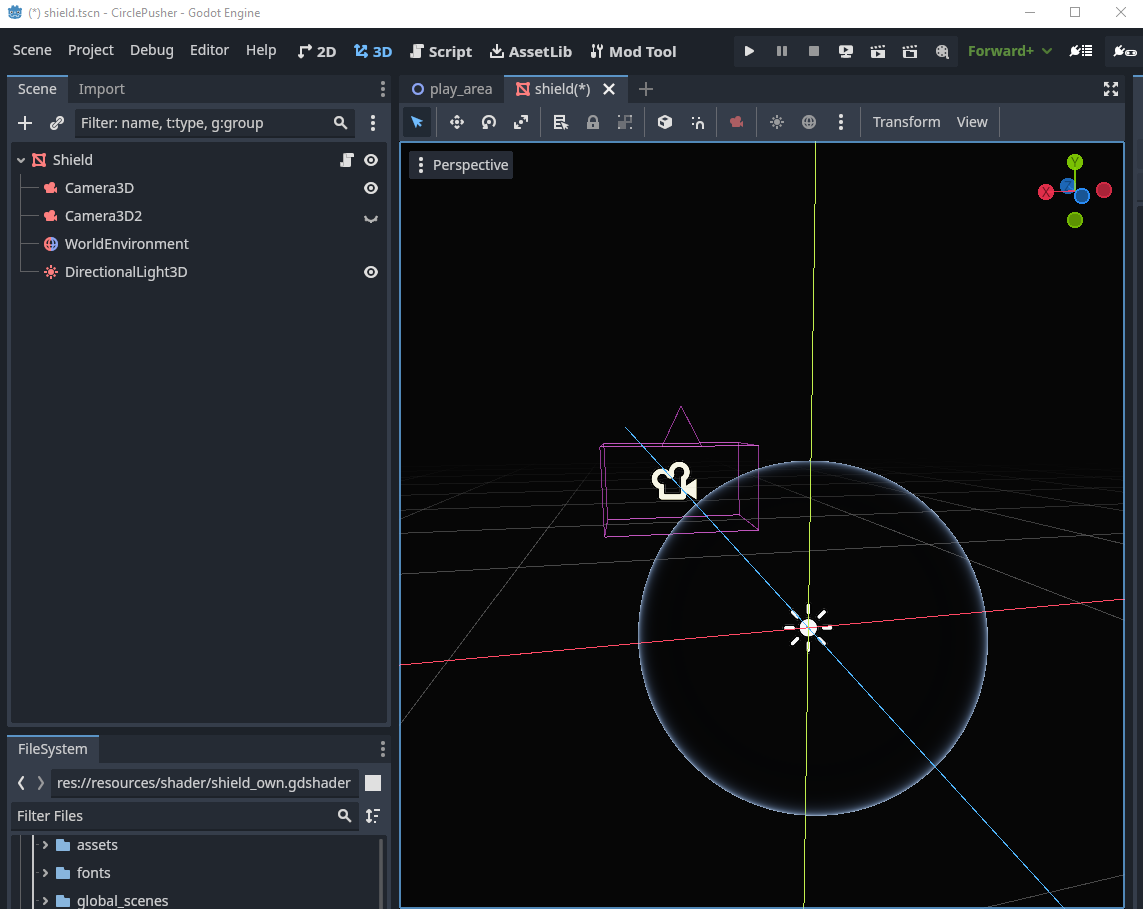 (*) shield.tscn - CirclePusher - Godot Engine
Scene Project Debug Editor Help 2D 3D Script AssetLib Mod Tool Forward+
Scene Import
Filter: name, t:type, g:group
Shield
Camera3D
Camera3D2
WorldEnvironment
DirectionalLight3D
FileSystem
res://resources/shader/shield_own.gdshader
Filter Files
assets
fonts
global_scenes
play_area shield(*)
Transform View
Perspective
Y
X
Z